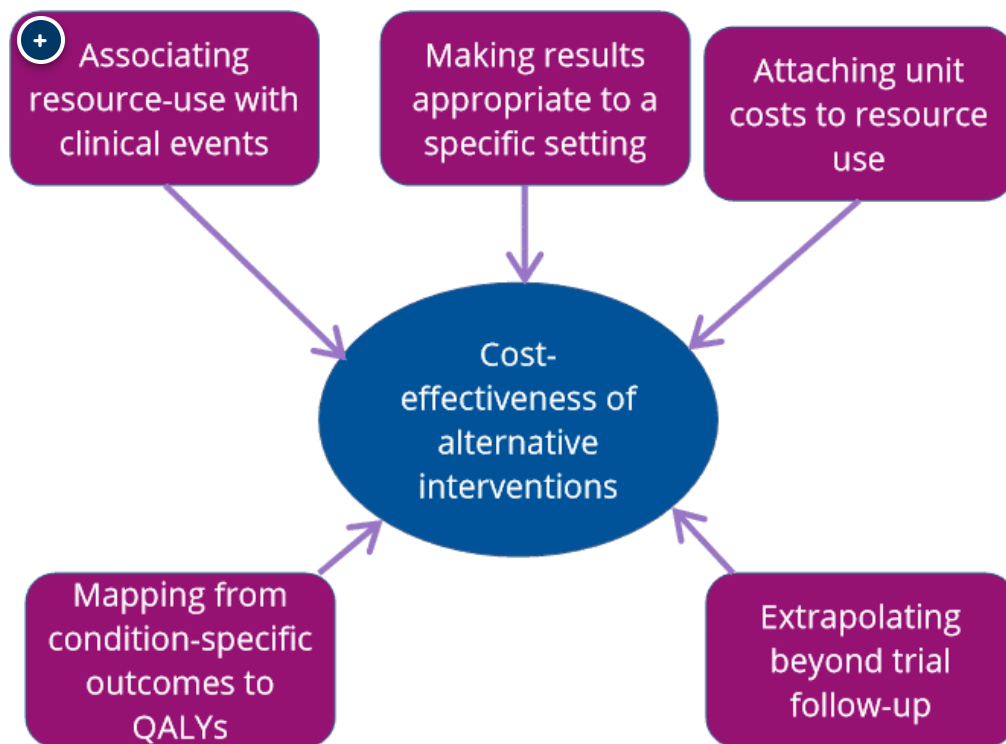 +
Associating
resource-use with
clinical events
Making results
appropriate to a
specific setting
Attaching unit
costs to resource
use
Cost-
effectiveness of
alternative
interventions
Mapping from
condition-specific
outcomes to
QALYs
Extrapolating
beyond trial
follow-up